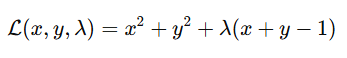 ℒ(x, y, λ) = x² + y² + λ(x + y − 1)